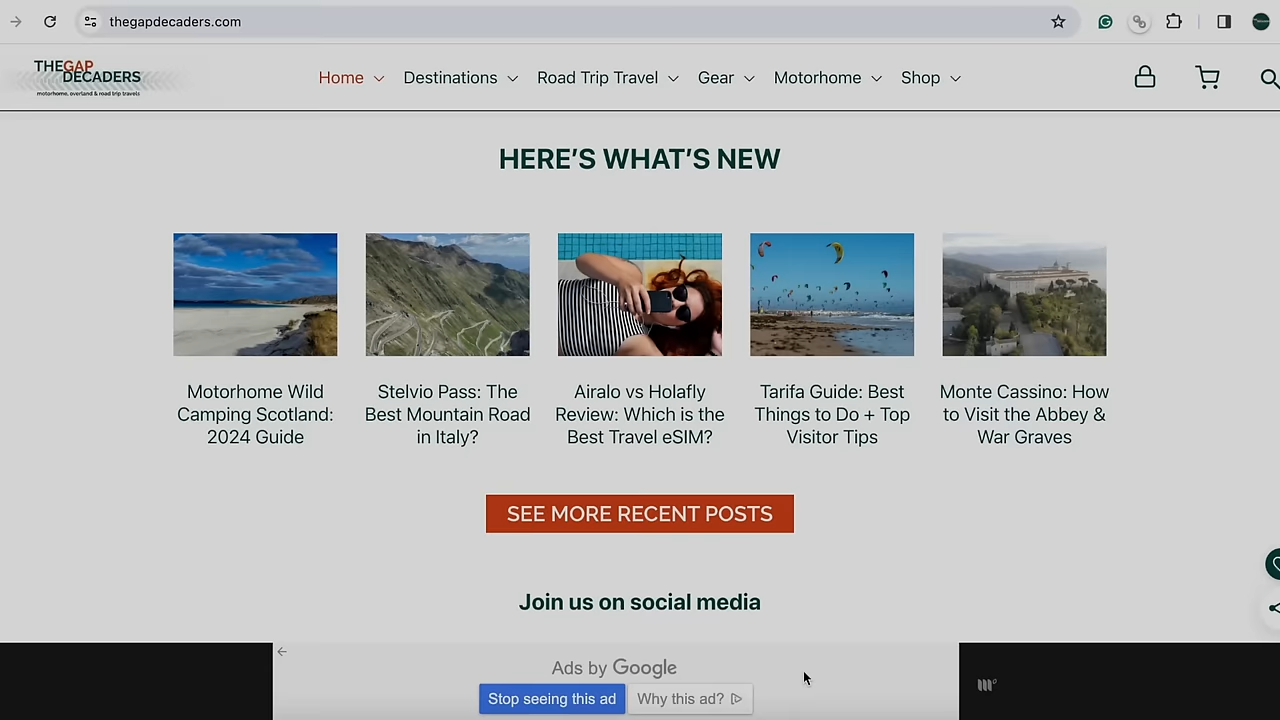 thegapdecaders.com
THEGAP
DECADERS
motorhome, overland & road trip travels
Home Destinations Road Trip Travel Gear Motorhome Shop
HERE'S WHAT'S NEW
Motorhome Wild
Camping Scotland:
2024 Guide
Stelvio Pass: The
Best Mountain Road
in Italy?
Airalo vs Holafly
Review: Which is the
Best Travel eSIM?
Tarifa Guide: Best
Things to Do + Top
Visitor Tips
Monte Cassino: How
to Visit the Abbey &
War Graves
SEE MORE RECENT POSTS
Join us on social media
Ads by Google
Stop seeing this ad Why this ad?